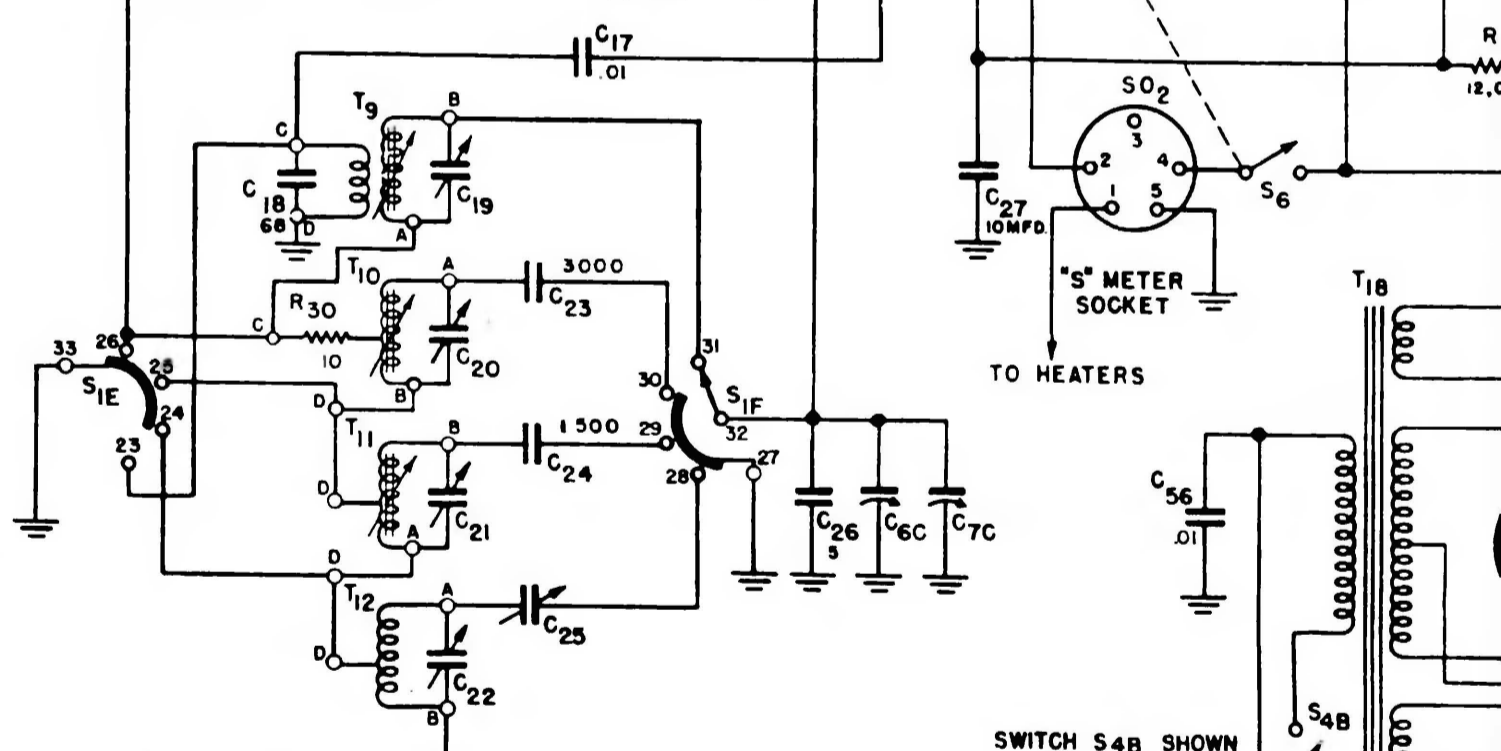 C17
.01
R
12,0
SO2
T9
B
C
3
2
4
C
18
68
D
C19
1
5
S6
C27
10MFD.
A
T10
A
3000
C23
"S" METER
SOCKET
T18
R30
C
10
C20
26
33
25
31
TO HEATERS
S1E
30
S1F
B
D
24
T11
B
1500
29
32
23
C24
28
27
C56
.01
D
C21
C26
5
C6C
C7C
A
D
T12
A
C25
D
C22
B
S4B
SWITCH S4B SHOWN